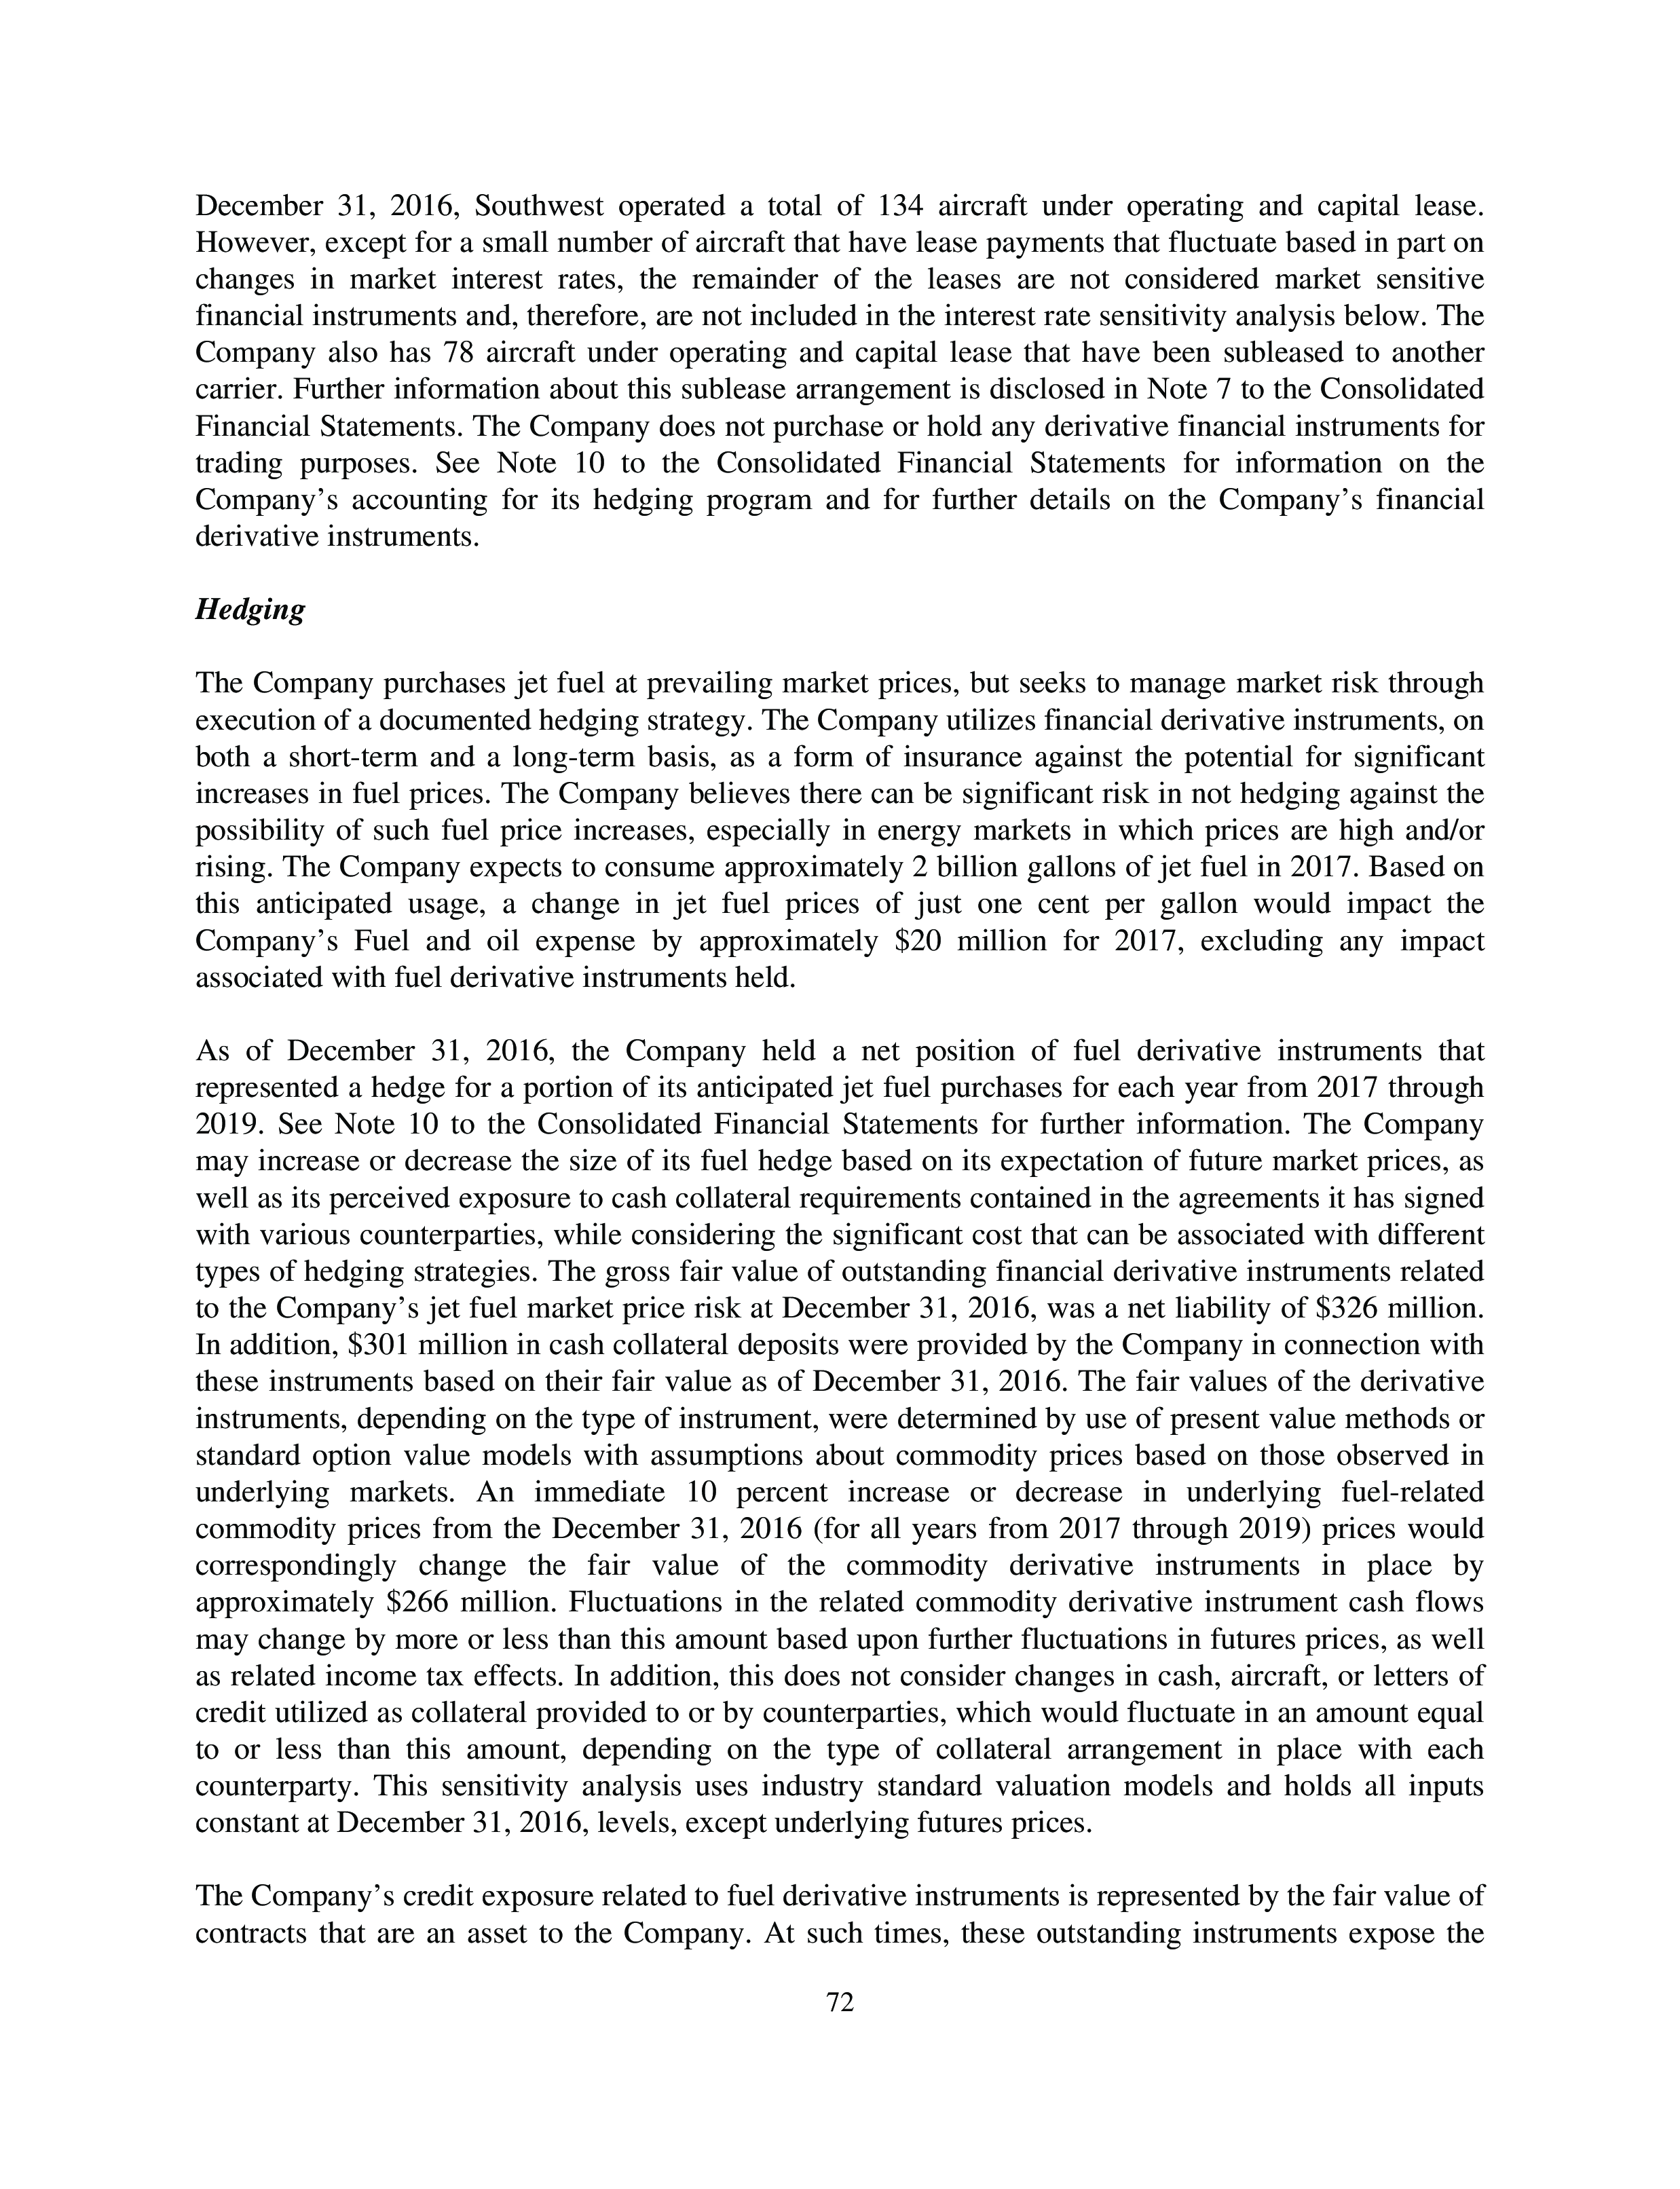 December 31, 2016, Southwest operated a total of 134 aircraft under operating and capital lease.
However, except for a small number of aircraft that have lease payments that fluctuate based in part on
changes in market interest rates, the remainder of the leases are not considered market sensitive
financial instruments and, therefore, are not included in the interest rate sensitivity analysis below. The
Company also has 78 aircraft under operating and capital lease that have been subleased to another
carrier. Further information about this sublease arrangement is disclosed in Note 7 to the Consolidated
Financial Statements. The Company does not purchase or hold any derivative financial instruments for
trading purposes. See Note 10 to the Consolidated Financial Statements for information on the
Company’s accounting for its hedging program and for further details on the Company’s financial
derivative instruments.
Hedging
The Company purchases jet fuel at prevailing market prices, but seeks to manage market risk through
execution of a documented hedging strategy. The Company utilizes financial derivative instruments, on
both a short-term and a long-term basis, as a form of insurance against the potential for significant
increases in fuel prices. The Company believes there can be significant risk in not hedging against the
possibility of such fuel price increases, especially in energy markets in which prices are high and/or
rising. The Company expects to consume approximately 2 billion gallons of jet fuel in 2017. Based on
this anticipated usage, a change in jet fuel prices of just one cent per gallon would impact the
Company’s Fuel and oil expense by approximately $20 million for 2017, excluding any impact
associated with fuel derivative instruments held.
As of December 31, 2016, the Company held a net position of fuel derivative instruments that
represented a hedge for a portion of its anticipated jet fuel purchases for each year from 2017 through
2019. See Note 10 to the Consolidated Financial Statements for further information. The Company
may increase or decrease the size of its fuel hedge based on its expectation of future market prices, as
well as its perceived exposure to cash collateral requirements contained in the agreements it has signed
with various counterparties, while considering the significant cost that can be associated with different
types of hedging strategies. The gross fair value of outstanding financial derivative instruments related
to the Company’s jet fuel market price risk at December 31, 2016, was a net liability of $326 million.
In addition, $301 million in cash collateral deposits were provided by the Company in connection with
these instruments based on their fair value as of December 31, 2016. The fair values of the derivative
instruments, depending on the type of instrument, were determined by use of present value methods or
standard option value models with assumptions about commodity prices based on those observed in
underlying markets. An immediate 10 percent increase or decrease in underlying fuel-related
commodity prices from the December 31, 2016 (for all years from 2017 through 2019) prices would
correspondingly change the fair value of the commodity derivative instruments in place by
approximately $266 million. Fluctuations in the related commodity derivative instrument cash flows
may change by more or less than this amount based upon further fluctuations in futures prices, as well
as related income tax effects. In addition, this does not consider changes in cash, aircraft, or letters of
credit utilized as collateral provided to or by counterparties, which would fluctuate in an amount equal
to or less than this amount, depending on the type of collateral arrangement in place with each
counterparty. This sensitivity analysis uses industry standard valuation models and holds all inputs
constant at December 31, 2016, levels, except underlying futures prices.
The Company’s credit exposure related to fuel derivative instruments is represented by the fair value of
contracts that are an asset to the Company. At such times, these outstanding instruments expose the
72